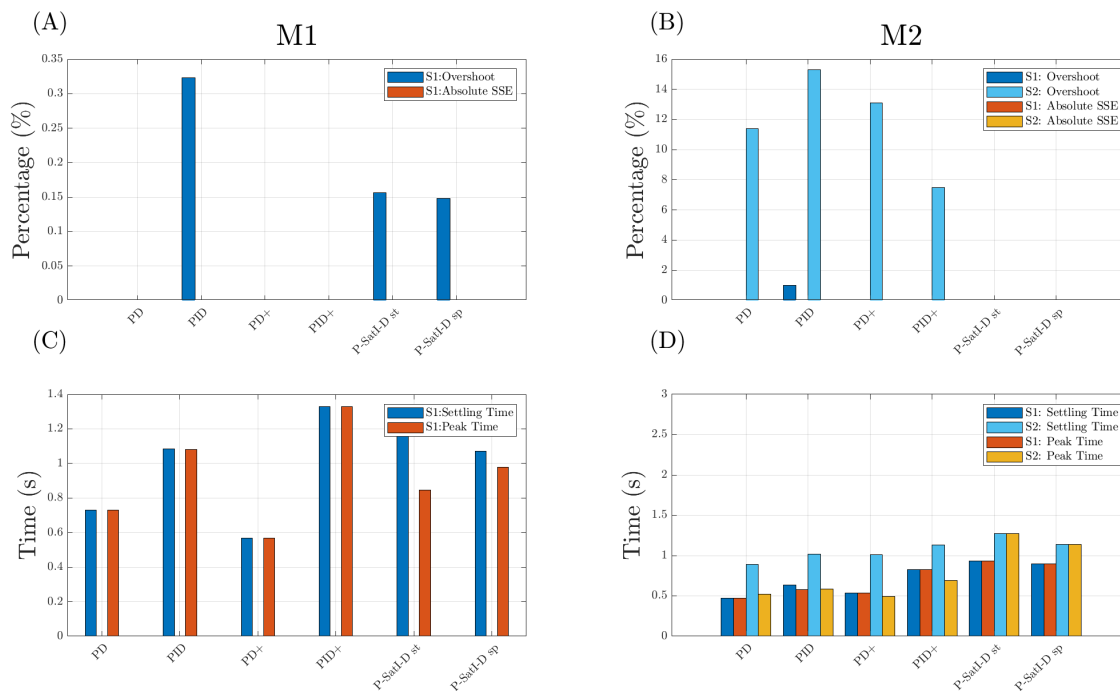 (A)
M1
Percentage (%)
0.35
0.3
0.25
0.2
0.15
0.1
0.05
0
S1:Overshoot
S1:Absolute SSE
PD
PID
PD+
PID+
P-SatI-D st
P-SatI-D sp
(B)
M2
Percentage (%)
16
14
12
10
8
6
4
2
0
S1: Overshoot
S2: Overshoot
S1: Absolute SSE
S2: Absolute SSE
PD
PID
PD+
PID+
P-SatI-D st
P-SatI-D sp
(C)
Time (s)
1.4
1.2
1
0.8
0.6
0.4
0.2
0
S1:Settling Time
S1:Peak Time
PD
PID
PD+
PID+
P-SatI-D st
P-SatI-D sp
(D)
Time (s)
3
2.5
2
1.5
1
0.5
0
S1: Settling Time
S2: Settling Time
S1: Peak Time
S2: Peak Time
PD
PID
PD+
PID+
P-SatI-D st
P-SatI-D sp